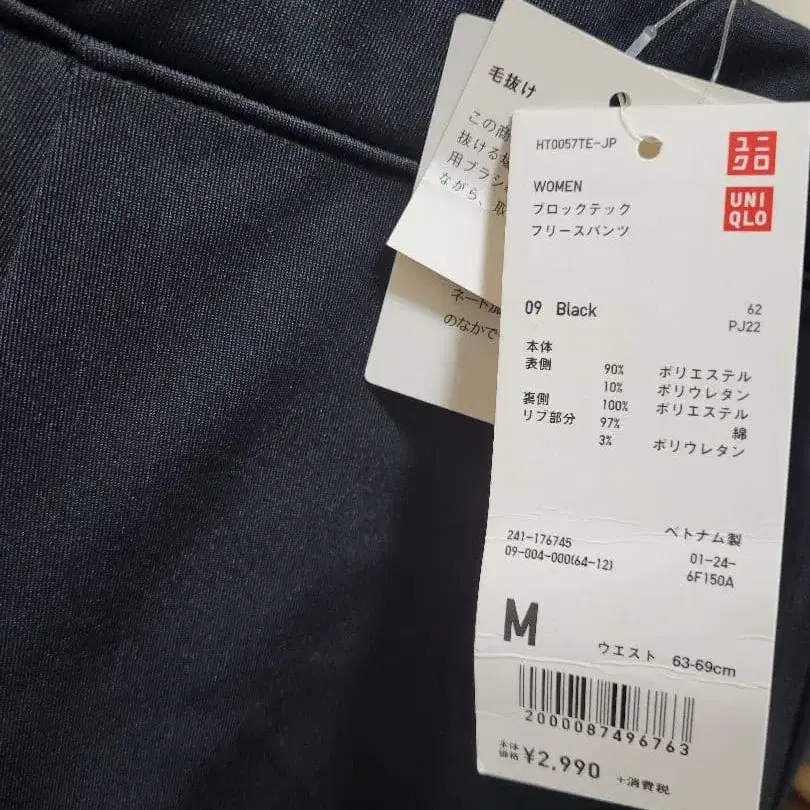 毛抜け
この商
抜ける
用ブラシ
ながら、取
ネート加
のなかで
HT0057TE-JP
ユニ
クロ
UNI
QLO
WOMEN
ブロックテック
フリースパンツ
09 Black 62
PJ22
本体
表側 90% ポリエステル
10% ポリウレタン
裏側 100% ポリエステル
リブ部分 97% 綿
3% ポリウレタン
241-176745 ベトナム製
09-004-000(64-12) 01-24-
6F150A
M ウエスト 63-69cm
2000087496763
本体
価格 ¥2,990 +消費税